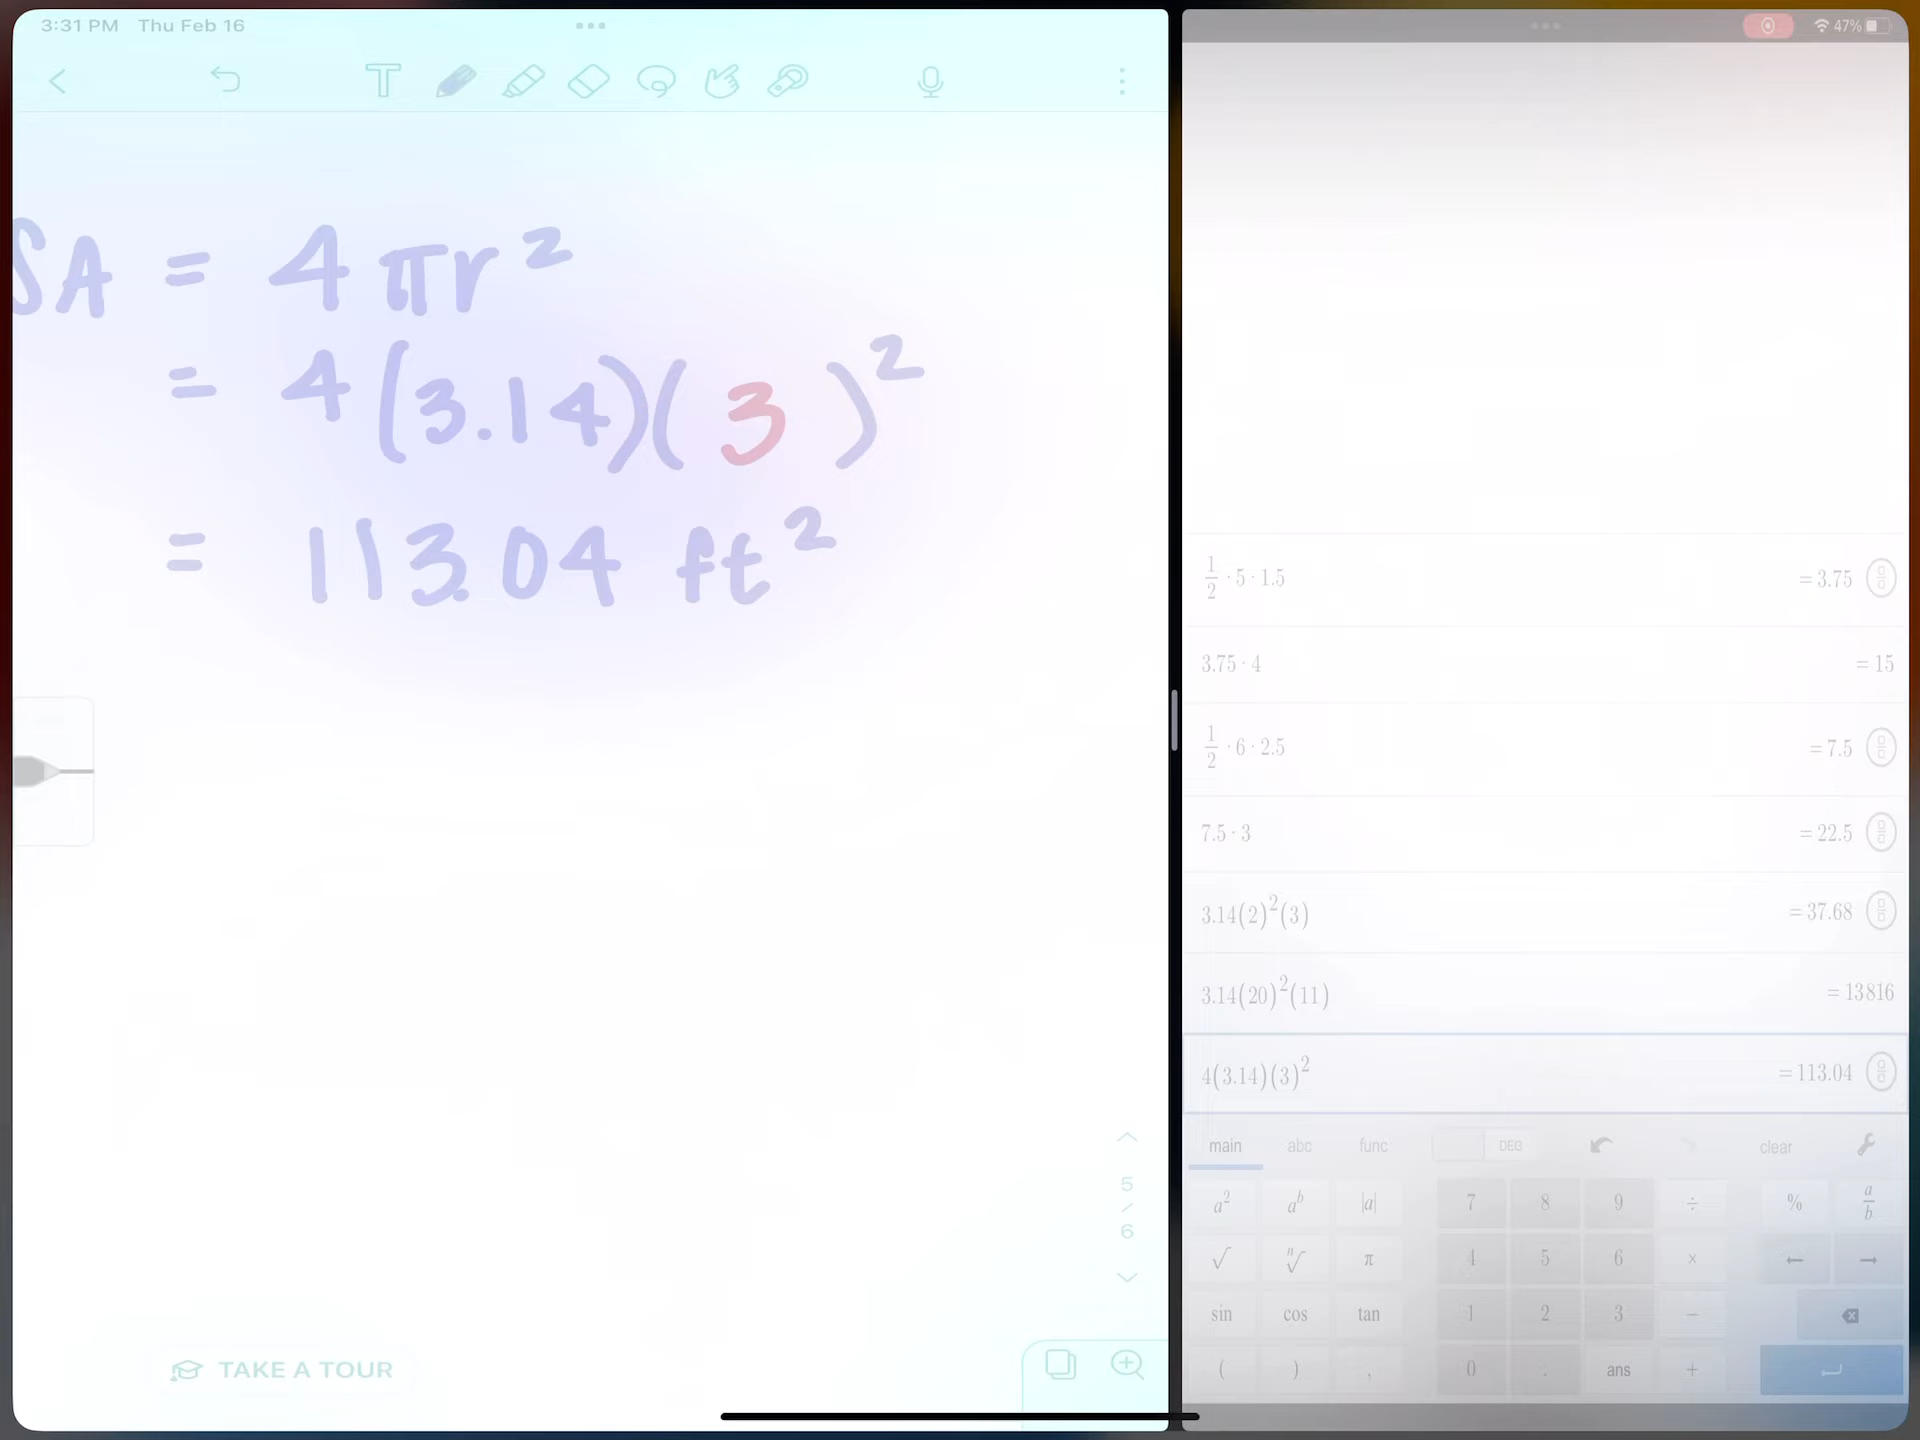 3:31 PM Thu Feb 16
47%
T
SA = 4πr²
= 4(3.14)(3)²
= 113.04 ft²
5
/
6
TAKE A TOUR
1/2 · 5 · 1.5 = 3.75
3.75 · 4 = 15
1/2 · 6 · 2.5 = 7.5
7.5 · 3 = 22.5
3.14(2)²(3) = 37.68
3.14(20)²(11) = 13816
4(3.14)(3)² = 113.04
main abc func DEG clear
a² aᵇ |a| 7 8 9 ÷ % a/b
√ ⁿ√ π 4 5 6 × ← →
sin cos tan 1 2 3 −
( ) , 0 . ans +